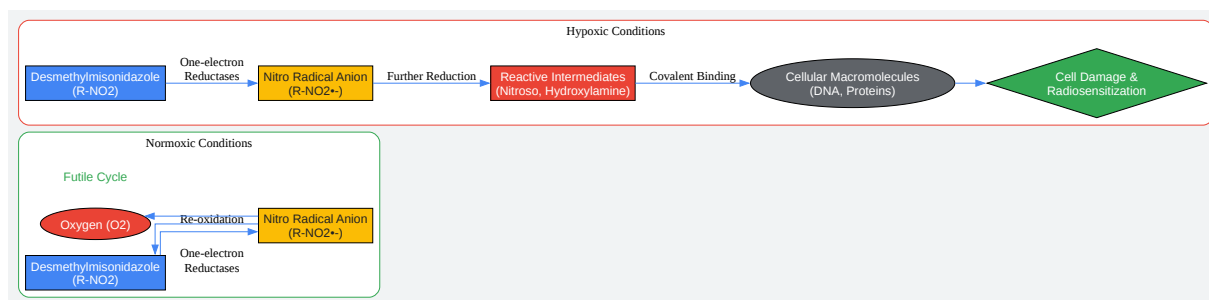 Hypoxic Conditions
Desmethylmisonidazole
(R-NO2)
One-electron
Reductases
Nitro Radical Anion
(R-NO2•-)
Further Reduction
Reactive Intermediates
(Nitroso, Hydroxylamine)
Covalent Binding
Cellular Macromolecules
(DNA, Proteins)
Cell Damage &
Radiosensitization
Normoxic Conditions
Futile Cycle
Oxygen (O2)
Re-oxidation
Nitro Radical Anion
(R-NO2•-)
Desmethylmisonidazole
(R-NO2)
One-electron
Reductases